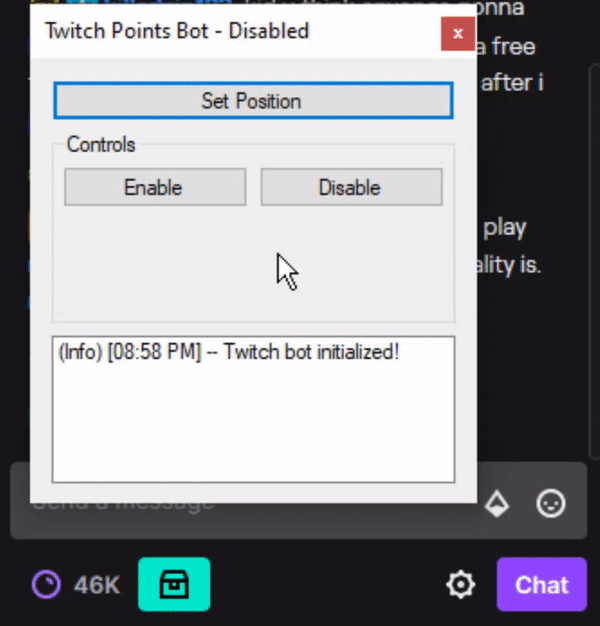 onna
Twitch Points Bot - Disabled
x
a free
Set Position
after i
Controls
Enable
Disable
play
ality is.
(Info) [08:58 PM] -- Twitch bot initialized!
Send a message
46K
Chat